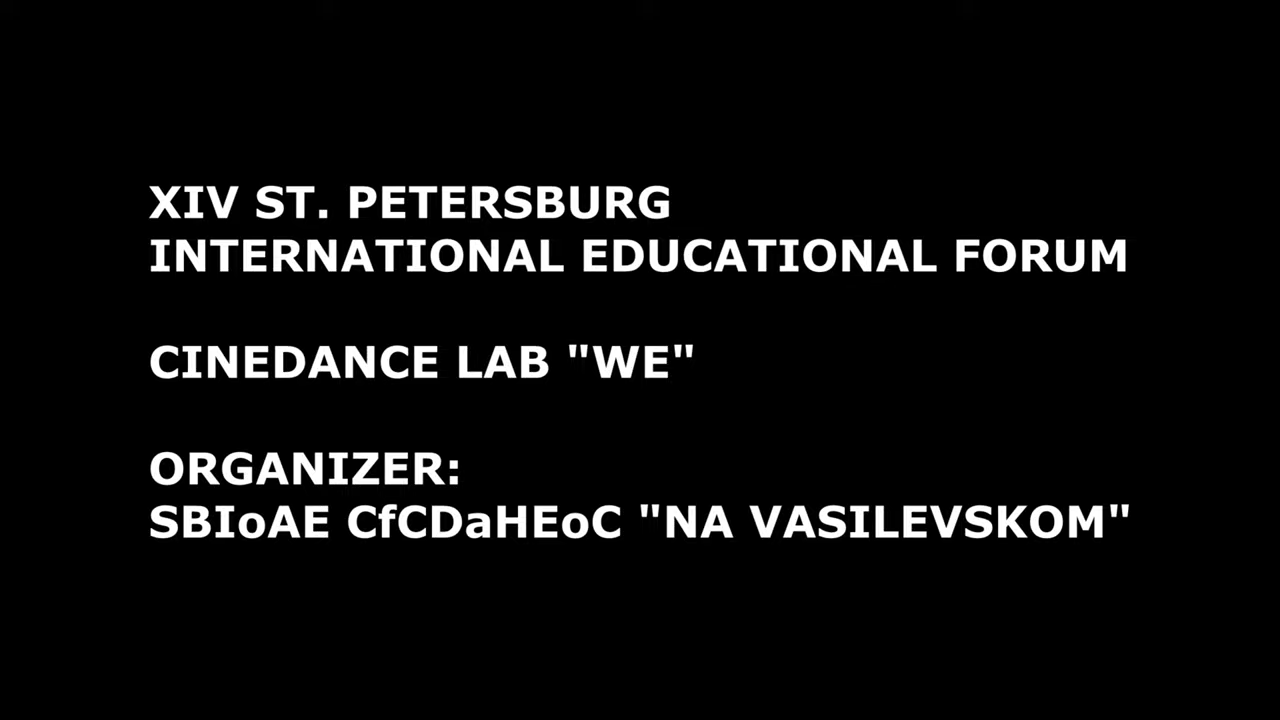 XIV ST. PETERSBURG
INTERNATIONAL EDUCATIONAL FORUM
CINEDANCE LAB "WE"
ORGANIZER:
SBIoAE CfCDaHEoC "NA VASILEVSKOM"